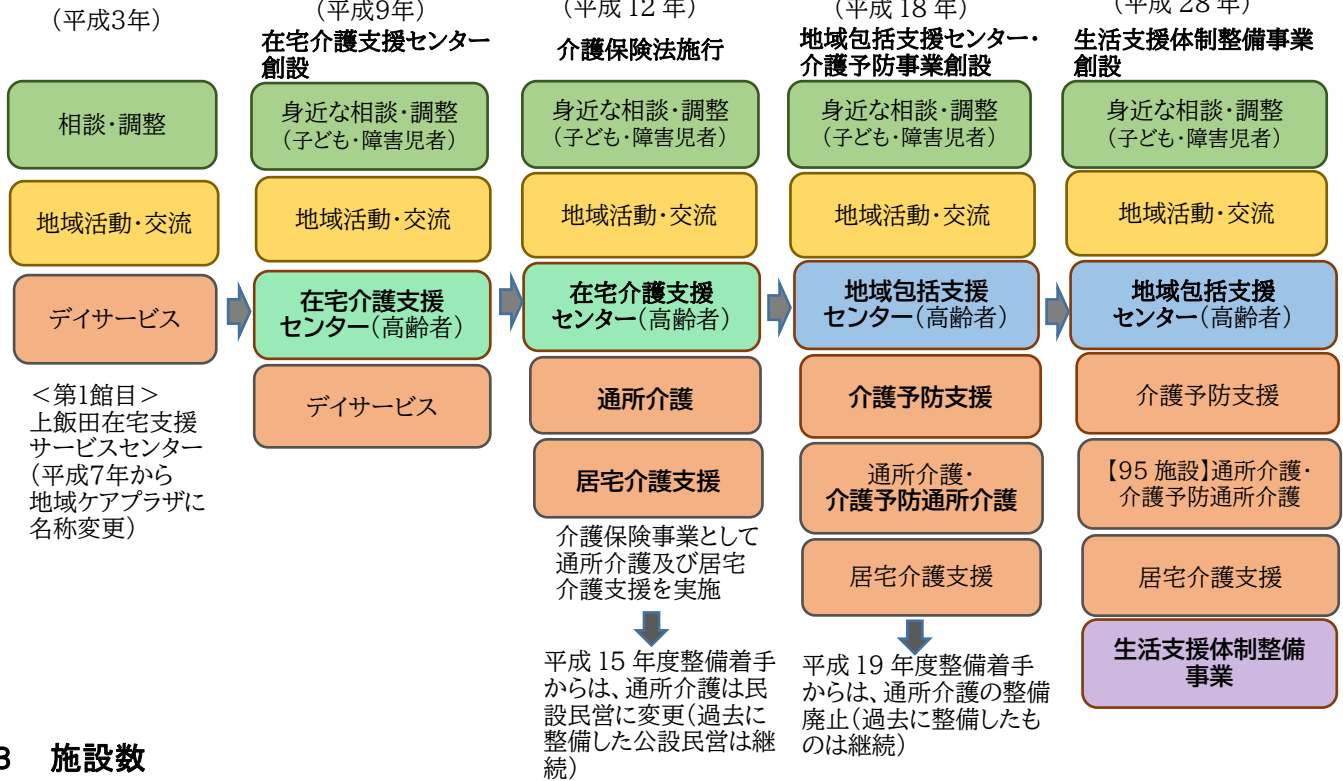 （平成3年）
相談・調整
地域活動・交流
デイサービス
＜第1館目＞
上飯田在宅支援
サービスセンター
（平成7年から
地域ケアプラザに
名称変更）
（平成9年）
在宅介護支援センター
創設
身近な相談・調整
（子ども・障害児者）
地域活動・交流
在宅介護支援
センター（高齢者）
デイサービス
（平成 12 年）
介護保険法施行
身近な相談・調整
（子ども・障害児者）
地域活動・交流
在宅介護支援
センター（高齢者）
通所介護
居宅介護支援
介護保険事業として
通所介護及び居宅
介護支援を実施
平成 15 年度整備着手
からは、通所介護は民
設民営に変更（過去に
整備した公設民営は継
続）
（平成 18 年）
地域包括支援センター・
介護予防事業創設
身近な相談・調整
（子ども・障害児者）
地域活動・交流
地域包括支援
センター（高齢者）
介護予防支援
通所介護・
介護予防通所介護
居宅介護支援
平成 19 年度整備着手
からは、通所介護の整備
廃止（過去に整備したも
のは継続）
（平成 28 年）
生活支援体制整備事業
創設
身近な相談・調整
（子ども・障害児者）
地域活動・交流
地域包括支援
センター（高齢者）
介護予防支援
【95 施設】通所介護・
介護予防通所介護
居宅介護支援
生活支援体制整備
事業
3 施設数